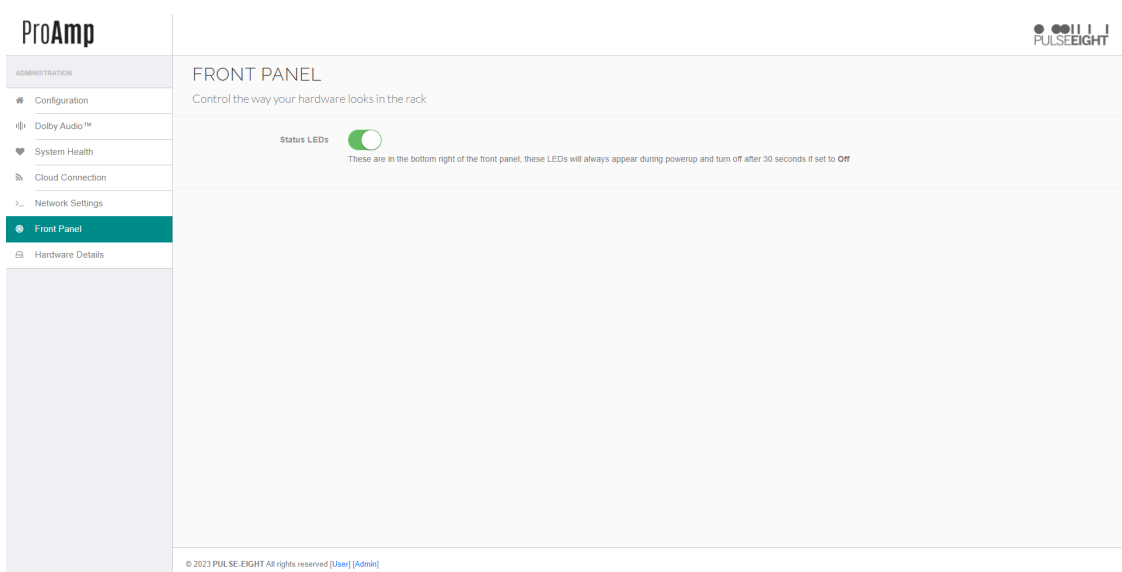 ProAmp
PULSEEIGHT
ADMINISTRATION
Configuration
Dolby Audio™
System Health
Cloud Connection
Network Settings
Front Panel
Hardware Details
FRONT PANEL
Control the way your hardware looks in the rack
Status LEDs
These are in the bottom right of the front panel, these LEDs will always appear during powerup and turn off after 30 seconds if set to Off
© 2023 PULSE-EIGHT All rights reserved [User] [Admin]